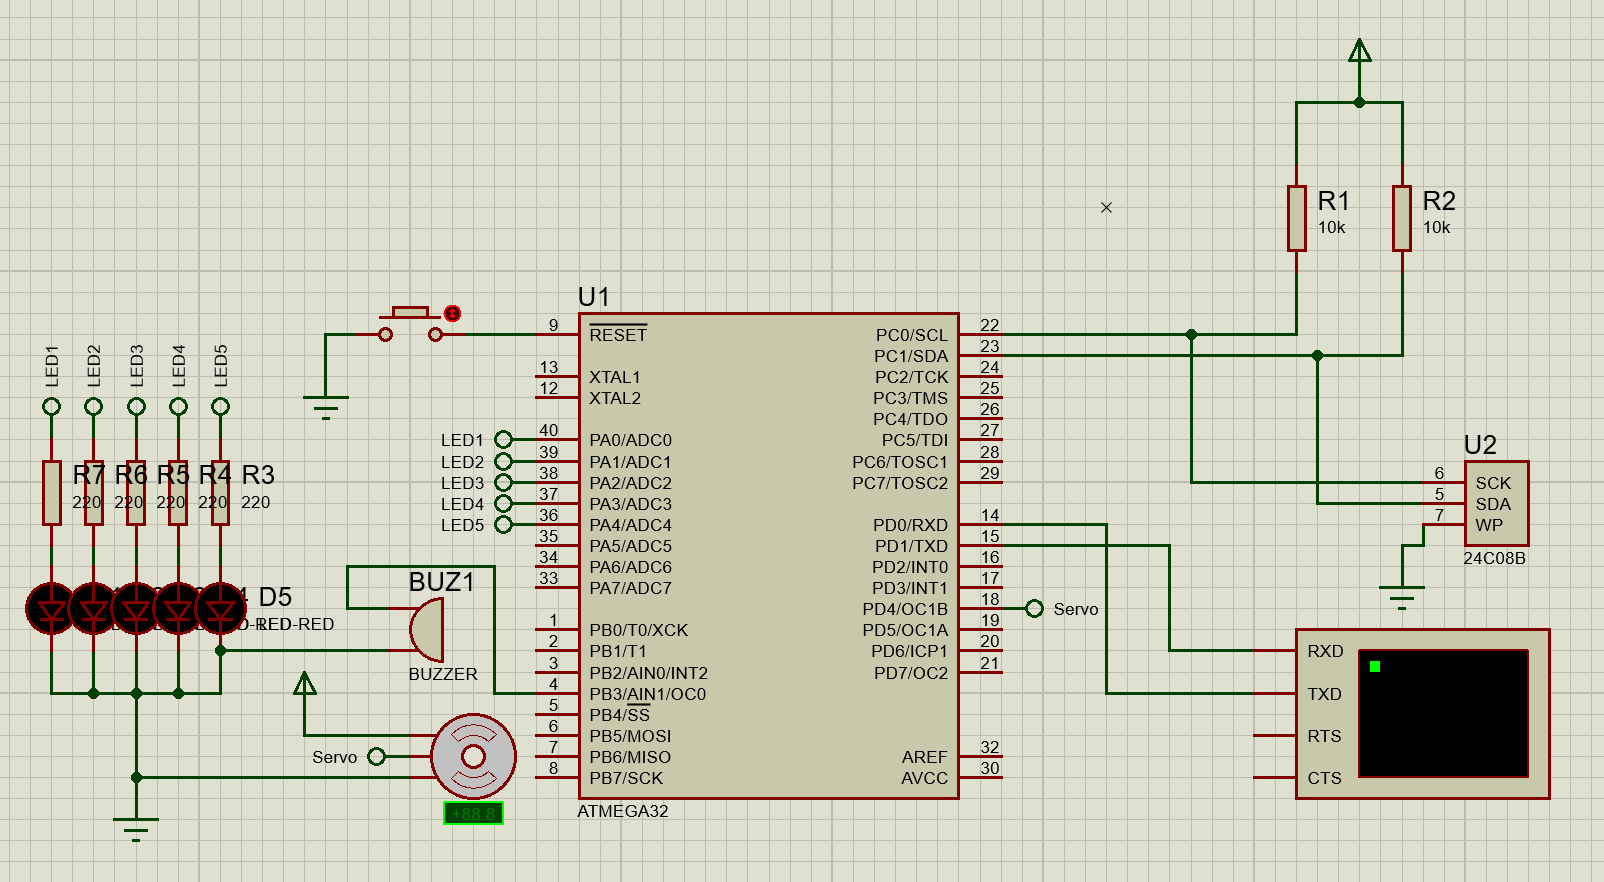 R1
10k
R2
10k
U1
9
RESET
13
XTAL1
12
XTAL2
40
PA0/ADC0
39
PA1/ADC1
38
PA2/ADC2
37
PA3/ADC3
36
PA4/ADC4
35
PA5/ADC5
34
PA6/ADC6
33
PA7/ADC7
1
PB0/T0/XCK
2
PB1/T1
3
PB2/AIN0/INT2
4
PB3/AIN1/OC0
5
PB4/SS
6
PB5/MOSI
7
PB6/MISO
8
PB7/SCK
PC0/SCL
22
PC1/SDA
23
PC2/TCK
24
PC3/TMS
25
PC4/TDO
26
PC5/TDI
27
PC6/TOSC1
28
PC7/TOSC2
29
PD0/RXD
14
PD1/TXD
15
PD2/INT0
16
PD3/INT1
17
PD4/OC1B
18
PD5/OC1A
19
PD6/ICP1
20
PD7/OC2
21
AREF
32
AVCC
30
ATMEGA32
LED1
LED2
LED3
LED4
LED5
LED1
LED2
LED3
LED4
LED5
R7
220
R6
220
R5
220
R4
220
R3
220
D5
LED-RED
BUZ1
BUZZER
Servo
+88.8
Servo
U2
6
SCK
5
SDA
7
WP
24C08B
RXD
TXD
RTS
CTS